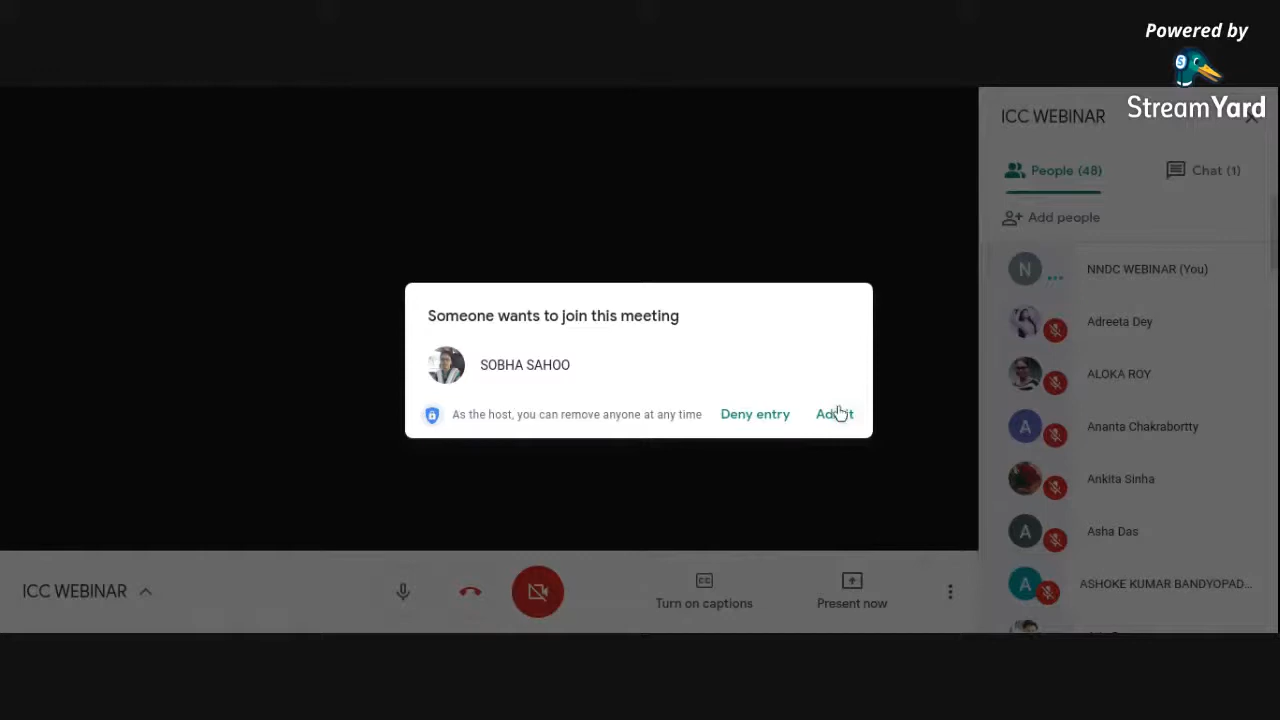 Powered by
StreamYard
ICC WEBINAR
People (48)
Chat (1)
Add people
N
NNDC WEBINAR (You)
Adreeta Dey
ALOKA ROY
A
Ananta Chakrabortty
Ankita Sinha
A
Asha Das
A
ASHOKE KUMAR BANDYOPAD...
Someone wants to join this meeting
SOBHA SAHOO
As the host, you can remove anyone at any time
Deny entry
Admit
ICC WEBINAR
CC
Turn on captions
Present now